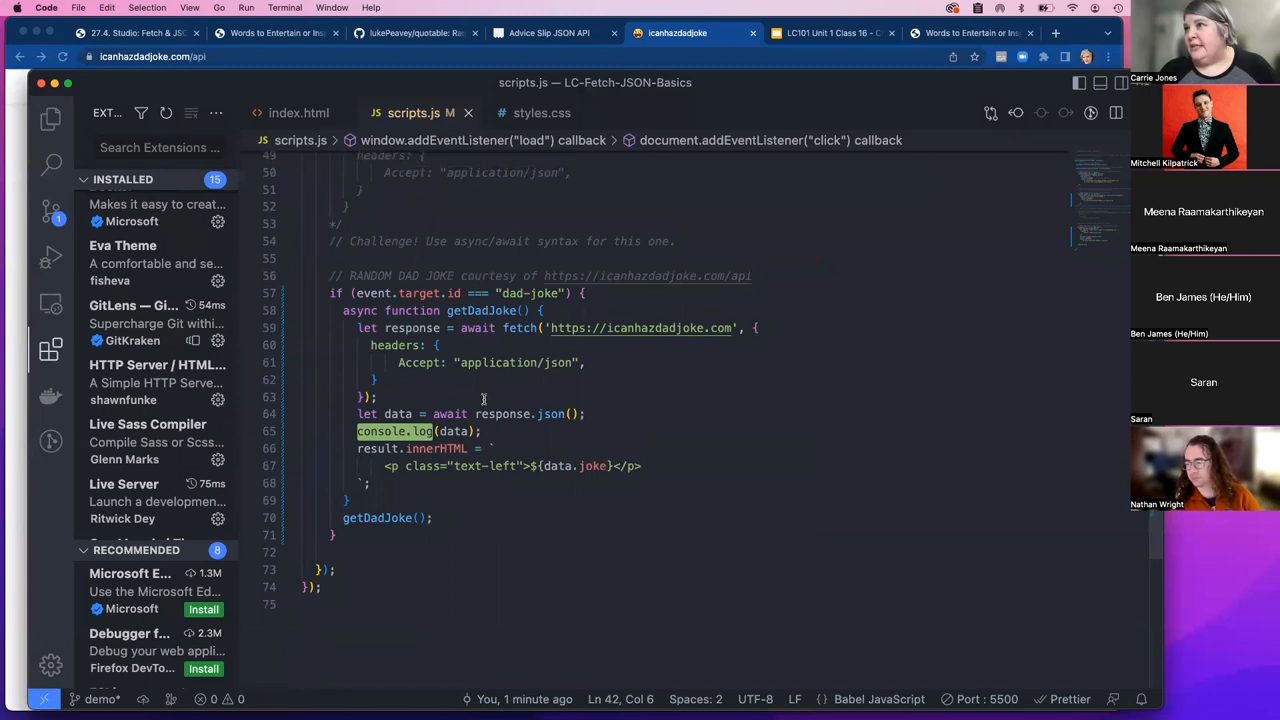 Code File Edit Selection View Go Run Terminal Window Help
27.4. Studio: Fetch & JS
Words to Entertain or Ins
lukePeavey/quotable: Ra
Advice Slip JSON API
icanhazdadjoke
LC101 Unit 1 Class 16 - C
Words to Entertain or Ins
icanhazdadjoke.com/api
scripts.js — LC-Fetch-JSON-Basics
EXT...
index.html
scripts.js M
styles.css
scripts.js > window.addEventListener("load") callback > document.addEventListener("click") callback
Search Extensions ...
INSTALLED 15
Makes it easy to creat...
Microsoft
Eva Theme
A comfortable and se...
fisheva
GitLens — Gi... 54ms
Supercharge Git withi...
GitKraken
HTTP Server / HTML...
A Simple HTTP Serve...
shawnfunke
Live Sass Compiler
Compile Sass or Scss...
Glenn Marks
Live Server 75ms
Launch a developmen...
Ritwick Dey
RECOMMENDED 8
Microsoft E... 1.3M
Use the Microsoft Ed...
Microsoft Install
Debugger f... 2.3M
Debug your web appli...
Firefox DevTo... Install
49 headers: {
50 Accept: "application/json",
51 }
52 }
53 */
54 // Challenge! Use async/await syntax for this one.
55
56 // RANDOM DAD JOKE courtesy of https://icanhazdadjoke.com/api
57 if (event.target.id === "dad-joke") {
58 async function getDadJoke() {
59 let response = await fetch('https://icanhazdadjoke.com', {
60 headers: {
61 Accept: "application/json",
62 }
63 });
64 let data = await response.json();
65 console.log(data);
66 result.innerHTML = `
67 <p class="text-left">${data.joke}</p>
68 `;
69 }
70 getDadJoke();
71 }
72
73 });
74 });
75
1
demo* 0 0 You, 1 minute ago Ln 42, Col 6 Spaces: 2 UTF-8 LF {} Babel JavaScript Port : 5500 Prettier
Carrie Jones
Mitchell Kilpatrick
Meena Raamakarthikeyan
Meena Raamakarthikeyan
Ben James (He/Him)
Ben James (He/Him)
Saran
Saran
Nathan Wright